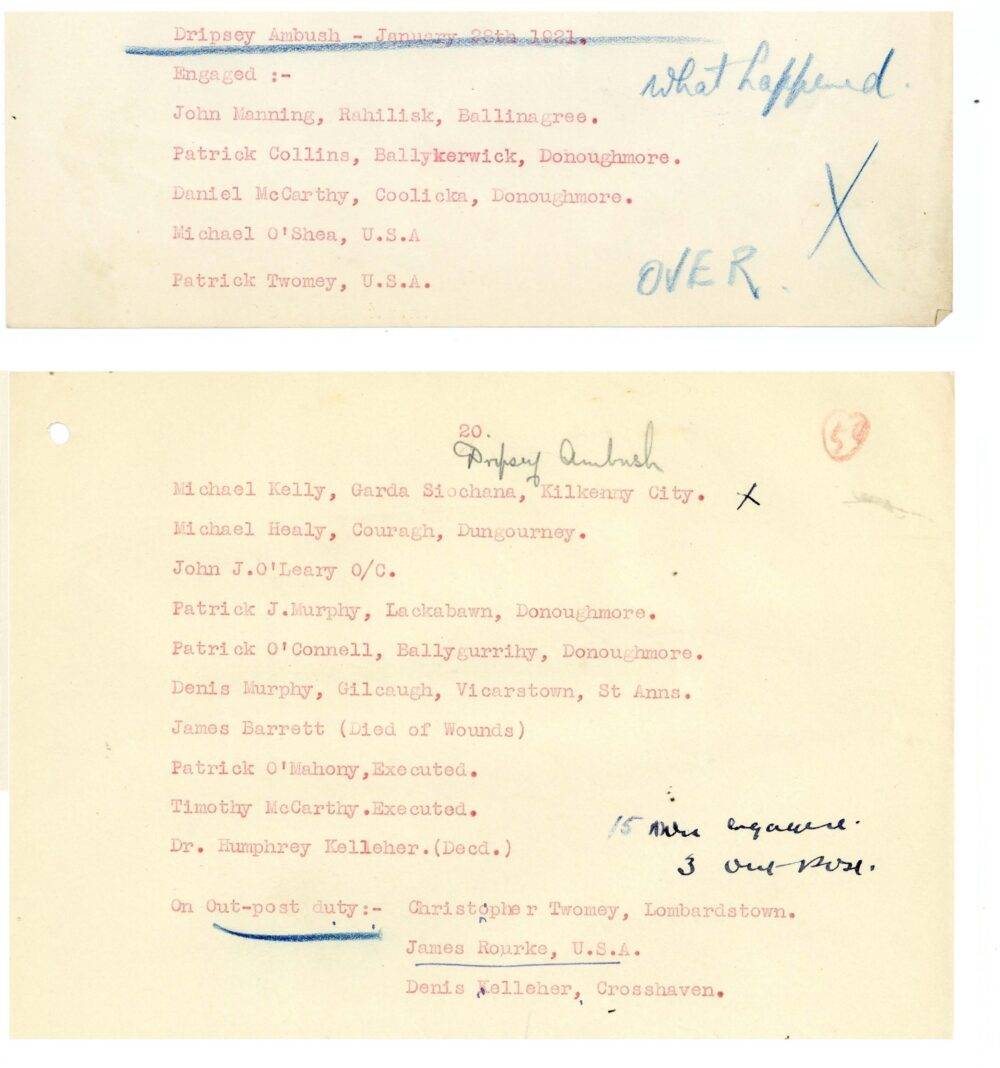 Dripsey Ambush - January 28th 1921.
Engaged :-
what happened.
John Manning, Rahilisk, Ballinagree.
Patrick Collins, Ballykerwick, Donoughmore.
Daniel McCarthy, Coolicka, Donoughmore.
X
Michael O'Shea, U.S.A
Patrick Twomey, U.S.A.
OVER.
20.
59
Dripsey Ambush
Michael Kelly, Garda Siochana, Kilkenny City. X
Michael Healy, Couragh, Dungourney.
John J.O'Leary O/C.
Patrick J.Murphy, Lackabawn, Donoughmore.
Patrick O'Connell, Ballygurrihy, Donoughmore.
Denis Murphy, Gilcaugh, Vicarstown, St Anns.
James Barrett (Died of Wounds)
Patrick O'Mahony,Executed.
Timothy McCarthy.Executed.
15 men engaged.
Dr. Humphrey Kelleher.(Decd.)
3 out-post.
On Out-post duty:- Christopher Twomey, Lombardstown.
James Rourke, U.S.A.
Denis Kelleher, Crosshaven.